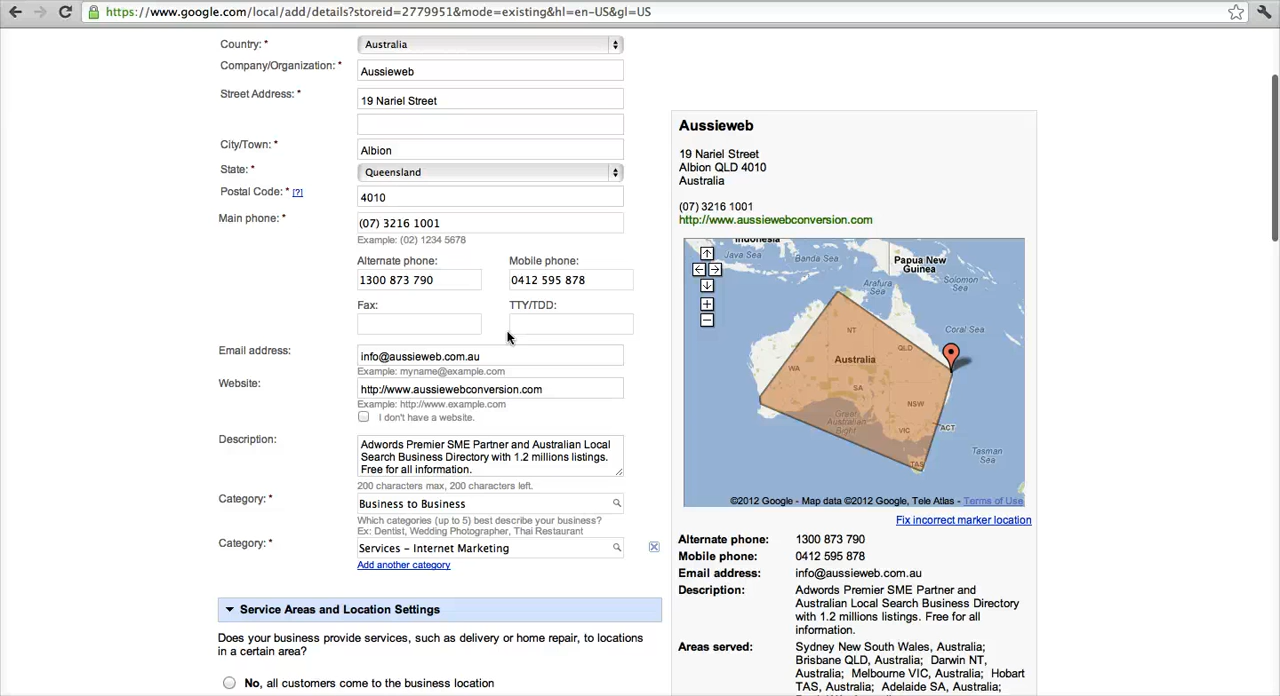 https://www.google.com/local/add/details?storeid=2779951&mode=existing&hl=en-US&gl=US
Country: * Australia
Company/Organization: * Aussieweb
Street Address: * 19 Nariel Street
City/Town: * Albion
State: * Queensland
Postal Code: * [?] 4010
Main phone: * (07) 3216 1001
Example: (02) 1234 5678
Alternate phone: Mobile phone:
1300 873 790 0412 595 878
Fax: TTY/TDD:
Email address: info@aussieweb.com.au
Example: myname@example.com
Website: http://www.aussiewebconversion.com
Example: http://www.example.com
I don't have a website.
Description: Adwords Premier SME Partner and Australian Local
Search Business Directory with 1.2 millions listings.
Free for all information.
200 characters max, 200 characters left.
Category: * Business to Business
Which categories (up to 5) best describe your business?
Ex: Dentist, Wedding Photographer, Thai Restaurant
Category: * Services – Internet Marketing
Add another category
Service Areas and Location Settings
Does your business provide services, such as delivery or home repair, to locations
in a certain area?
No, all customers come to the business location
Aussieweb
19 Nariel Street
Albion QLD 4010
Australia
(07) 3216 1001
http://www.aussiewebconversion.com
Indonesia
Java Sea
Banda Sea
Papua New
Guinea
Solomon
Sea
Arafura
Sea
Coral Sea
NT
QLD
Australia
WA
SA
NSW
Great
Australian
Bight
VIC
ACT
TAS
Tasman
Sea
©2012 Google - Map data ©2012 Google, Tele Atlas - Terms of Use
Fix incorrect marker location
Alternate phone: 1300 873 790
Mobile phone: 0412 595 878
Email address: info@aussieweb.com.au
Description: Adwords Premier SME Partner and
Australian Local Search Business Directory
with 1.2 millions listings. Free for all
information.
Areas served: Sydney New South Wales, Australia;
Brisbane QLD, Australia; Darwin NT,
Australia; Melbourne VIC, Australia; Hobart
TAS, Australia; Adelaide SA, Australia;